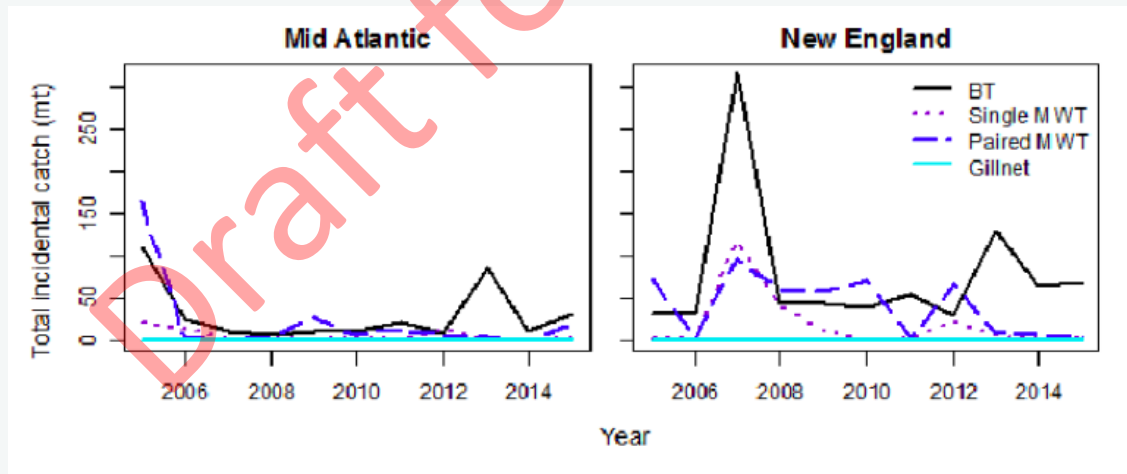 Mid Atlantic
New England
Total incidental catch (mt)
250
150
50
0
BT
Single MWT
Paired MWT
Gillnet
2006 2008 2010 2012 2014
2006 2008 2010 2012 2014
Year
Draft fo